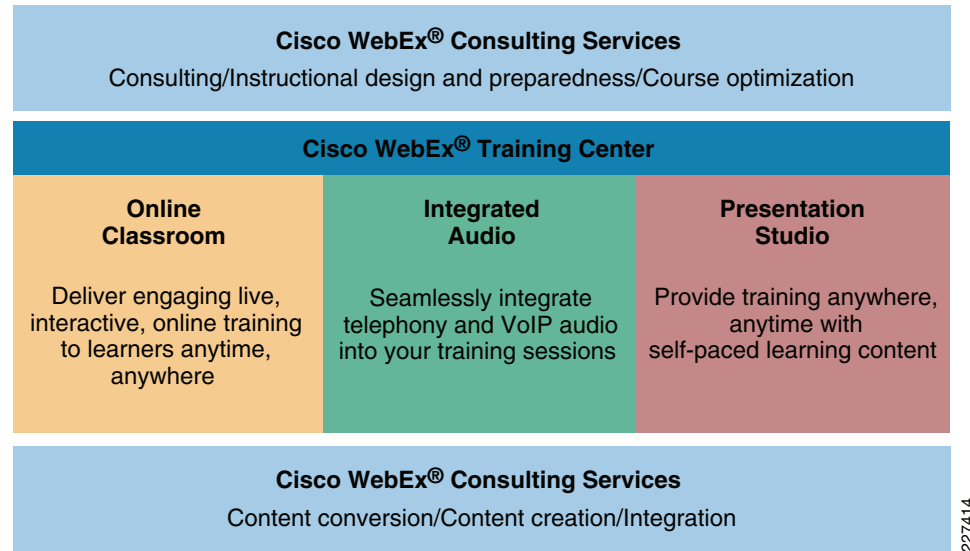 Cisco WebEx® Consulting Services
Consulting/Instructional design and preparedness/Course optimization
Cisco WebEx® Training Center
Online
Classroom
Deliver engaging live,
interactive, online training
to learners anytime,
anywhere
Integrated
Audio
Seamlessly integrate
telephony and VoIP audio
into your training sessions
Presentation
Studio
Provide training anywhere,
anytime with
self-paced learning content
Cisco WebEx® Consulting Services
Content conversion/Content creation/Integration
227414